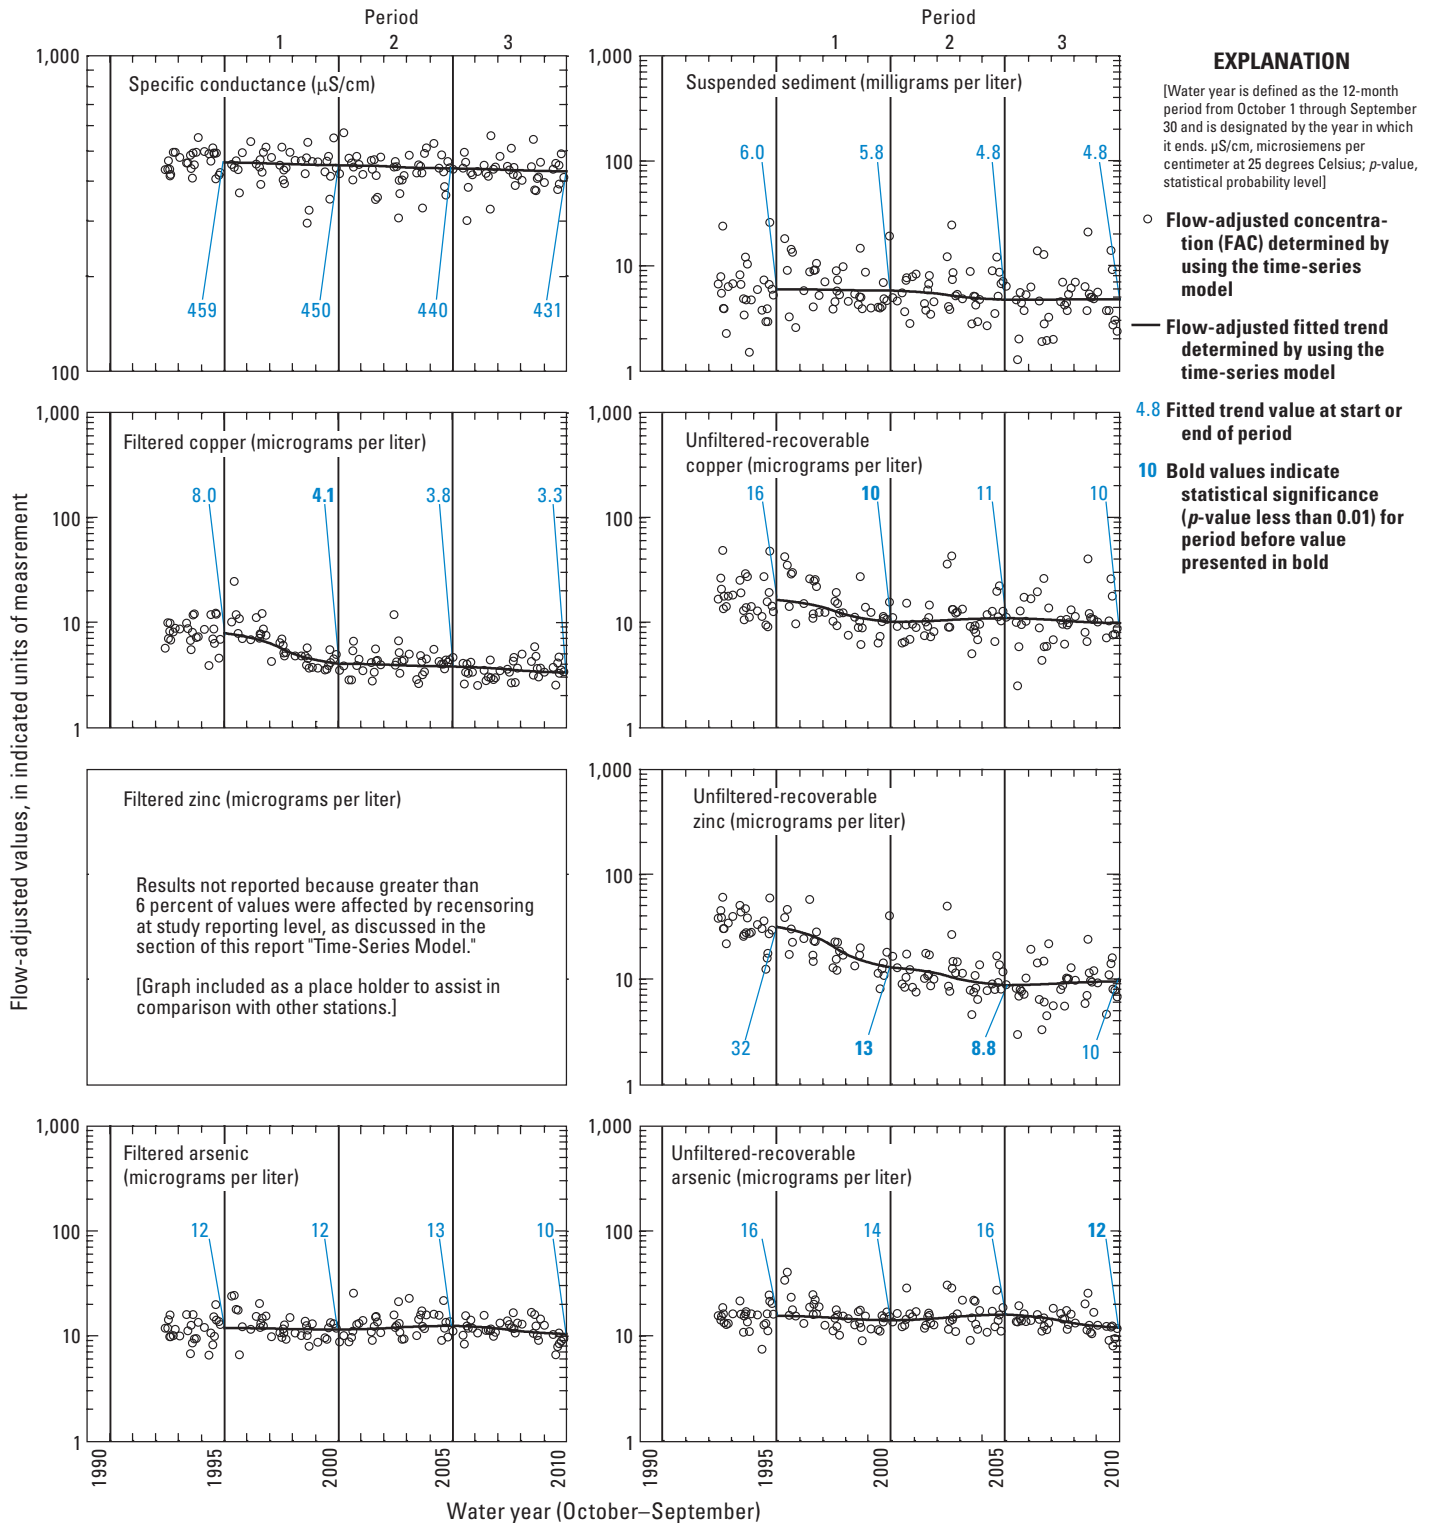 Period
1 2 3
Period
1 2 3
Flow-adjusted values, in indicated units of measrement
1,000
100
Specific conductance (µS/cm)
459 450 440 431
1,000
100
10
1
Suspended sediment (milligrams per liter)
6.0 5.8 4.8 4.8
1,000
100
10
1
Filtered copper (micrograms per liter)
8.0 4.1 3.8 3.3
1,000
100
10
1
Unfiltered-recoverable
copper (micrograms per liter)
16 10 11 10
Filtered zinc (micrograms per liter)
Results not reported because greater than
6 percent of values were affected by recensoring
at study reporting level, as discussed in the
section of this report "Time-Series Model."
[Graph included as a place holder to assist in
comparison with other stations.]
1,000
100
10
1
Unfiltered-recoverable
zinc (micrograms per liter)
32 13 8.8 10
1,000
100
10
1
Filtered arsenic
(micrograms per liter)
12 12 13 10
1990 1995 2000 2005 2010
1,000
100
10
1
Unfiltered-recoverable
arsenic (micrograms per liter)
16 14 16 12
1990 1995 2000 2005 2010
Water year (October–September)
EXPLANATION
[Water year is defined as the 12-month
period from October 1 through September
30 and is designated by the year in which
it ends. µS/cm, microsiemens per
centimeter at 25 degrees Celsius; p-value,
statistical probability level]
Flow-adjusted concentra-
tion (FAC) determined by
using the time-series
model
Flow-adjusted fitted trend
determined by using the
time-series model
4.8 Fitted trend value at start or
end of period
10 Bold values indicate
statistical significance
(p-value less than 0.01) for
period before value
presented in bold